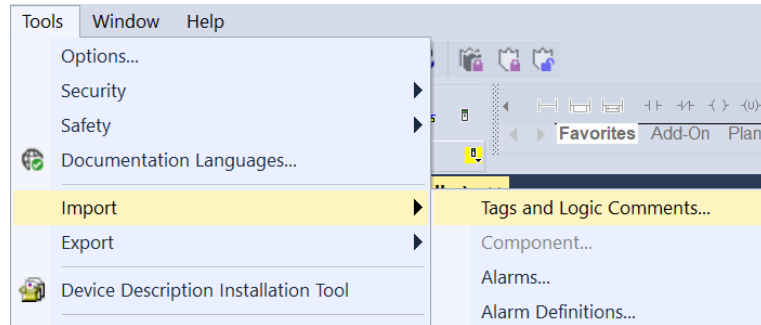 Tools Window Help
Options...
Security
Safety
Documentation Languages...
Import
Export
Device Description Installation Tool
Favorites Add-On
Tags and Logic Comments...
Component...
Alarms...
Alarm Definitions...